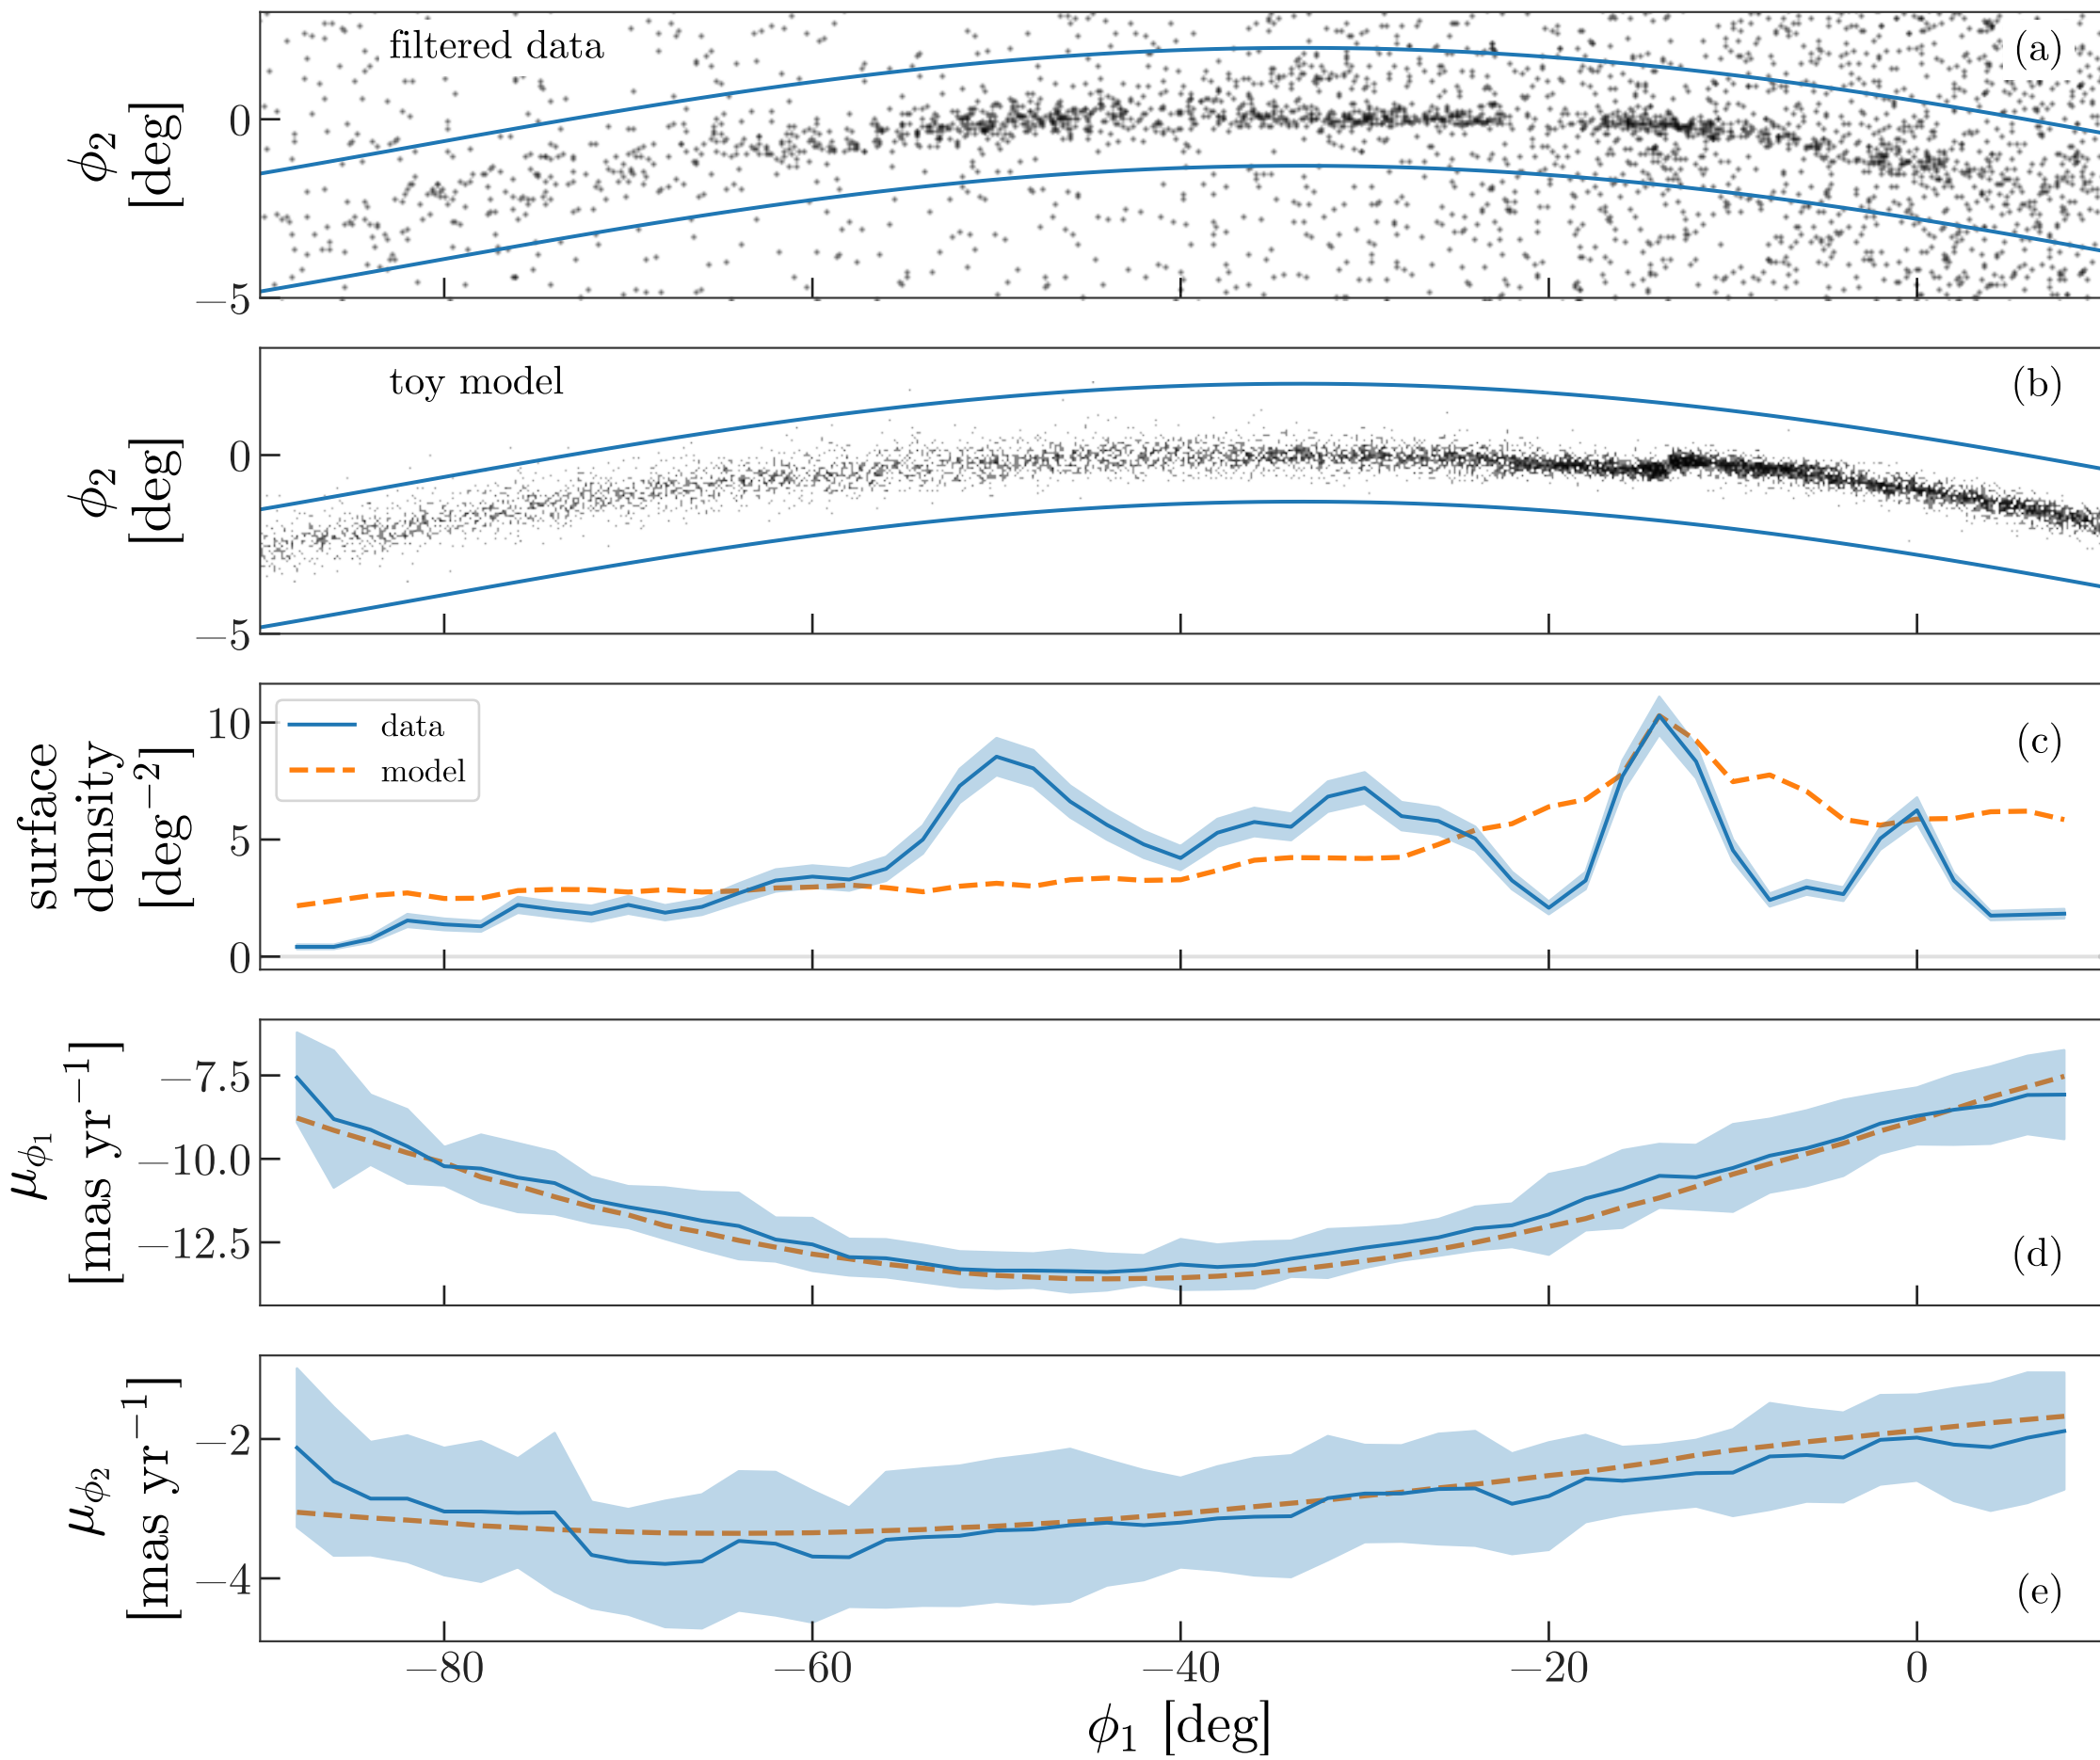 filtered data
(a)
ϕ₂
[deg]
0
−5
toy model
(b)
ϕ₂
[deg]
0
−5
data
model
(c)
surface
density
[deg⁻²]
10
5
0
μ_ϕ₁
[mas yr⁻¹]
−7.5
−10.0
−12.5
(d)
μ_ϕ₂
[mas yr⁻¹]
−2
−4
(e)
−80 −60 −40 −20 0
ϕ₁ [deg]